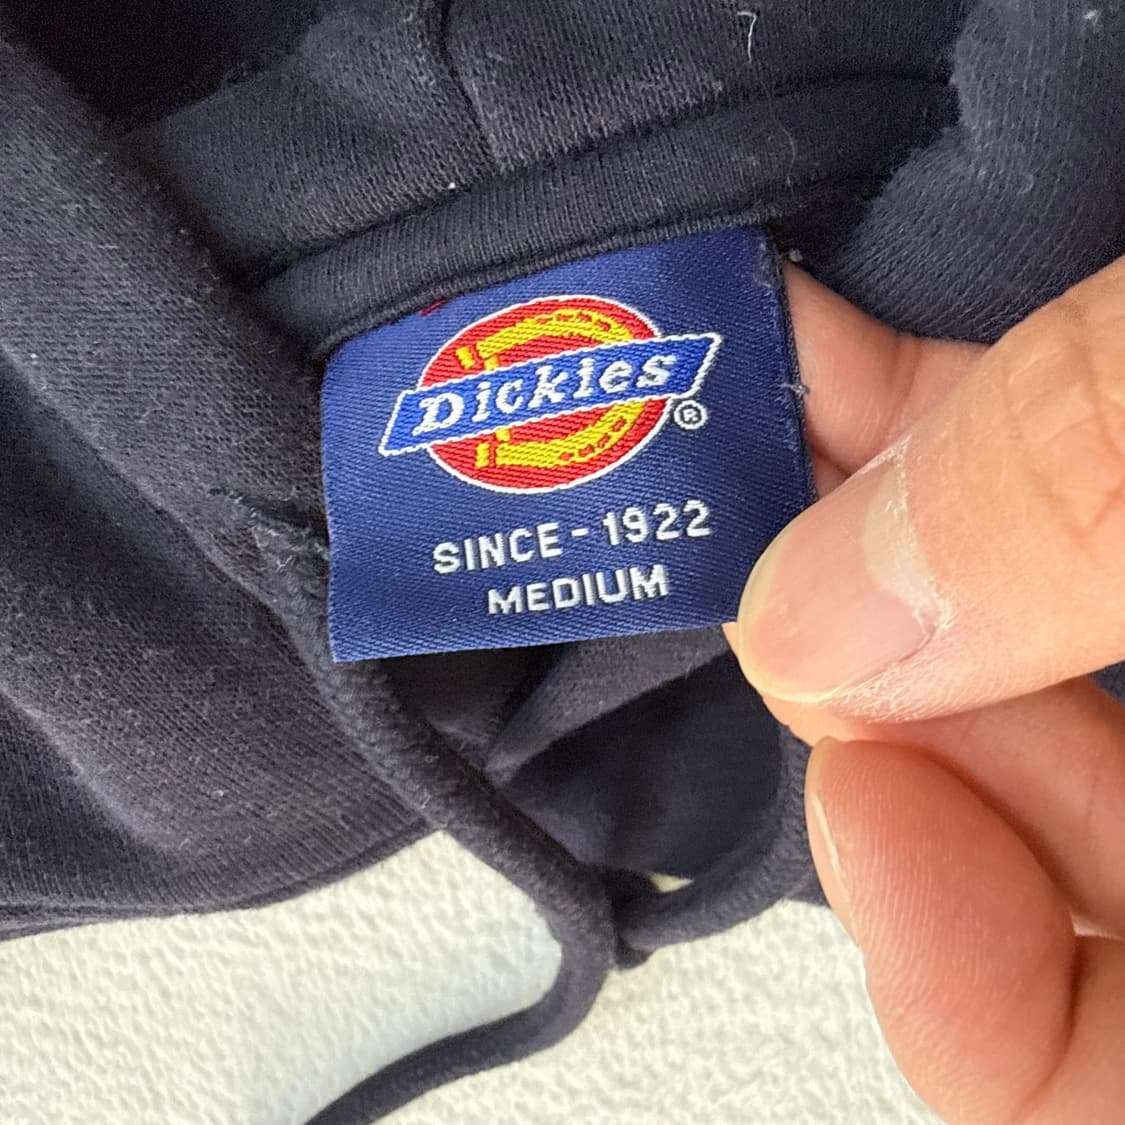 Dickies
®
SINCE - 1922
MEDIUM